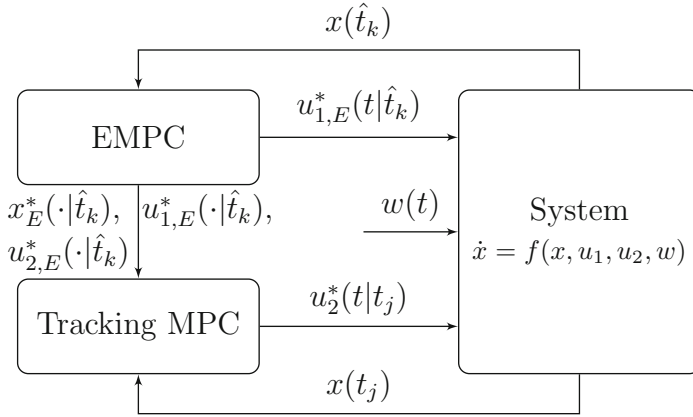 x(t̂_k)
EMPC
u*_{1,E}(t|t̂_k)
x*_E(·|t̂_k), u*_{1,E}(·|t̂_k),
u*_{2,E}(·|t̂_k)
w(t)
System
ẋ = f(x, u_1, u_2, w)
Tracking MPC
u*_2(t|t_j)
x(t_j)